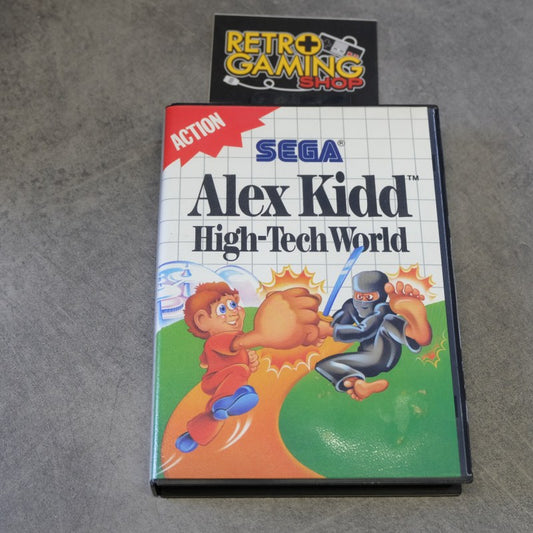 RETRO
GAMING
SHOP
ACTION
SEGA®
Alex Kidd™
High-Tech World